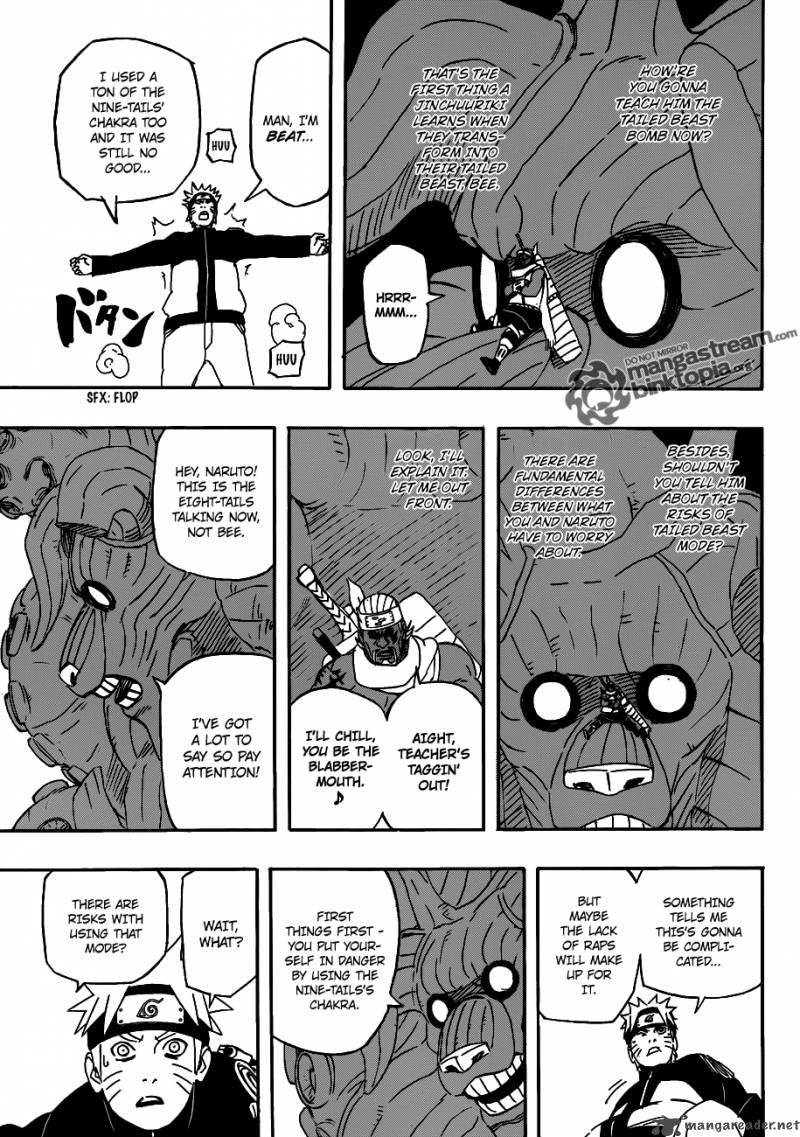 HOW'RE
YOU GONNA
TEACH HIM THE
TAILED BEAST
BOMB NOW?
THAT'S THE
FIRST THING A
JINCHUURIKI
LEARNS WHEN
THEY TRANS-
FORM INTO
THEIR TAILED
BEAST, BEE.
HRRR-
MMM...
MAN, I'M
BEAT...
I USED A
TON OF THE
NINE-TAILS'
CHAKRA TOO
AND IT WAS
STILL NO
GOOD...
HUU
バタン
HUU
SFX: FLOP
DO NOT MIRROR
mangastream.com
binktopia.org
BESIDES,
SHOULDN'T
YOU TELL HIM
ABOUT THE
RISKS OF
TAILED BEAST
MODE?
THERE ARE
FUNDAMENTAL
DIFFERENCES
BETWEEN WHAT
YOU AND NARUTO
HAVE TO WORRY
ABOUT.
LOOK, I'LL
EXPLAIN IT.
LET ME OUT
FRONT.
AIGHT,
TEACHER'S
TAGGIN'
OUT!
I'LL CHILL,
YOU BE THE
BLABBER-
MOUTH.
♪
HEY, NARUTO!
THIS IS THE
EIGHT-TAILS
TALKING NOW,
NOT BEE.
I'VE GOT
A LOT TO
SAY SO PAY
ATTENTION!
SOMETHING
TELLS ME
THIS'S GONNA
BE COMPLI-
CATED...
BUT
MAYBE
THE LACK
OF RAPS
WILL MAKE
UP FOR IT.
FIRST
THINGS FIRST -
YOU PUT YOUR-
SELF IN DANGER
BY USING THE
NINE-TAILS'S
CHAKRA.
WAIT,
WHAT?
THERE ARE
RISKS WITH
USING THAT
MODE?
mangareader.net